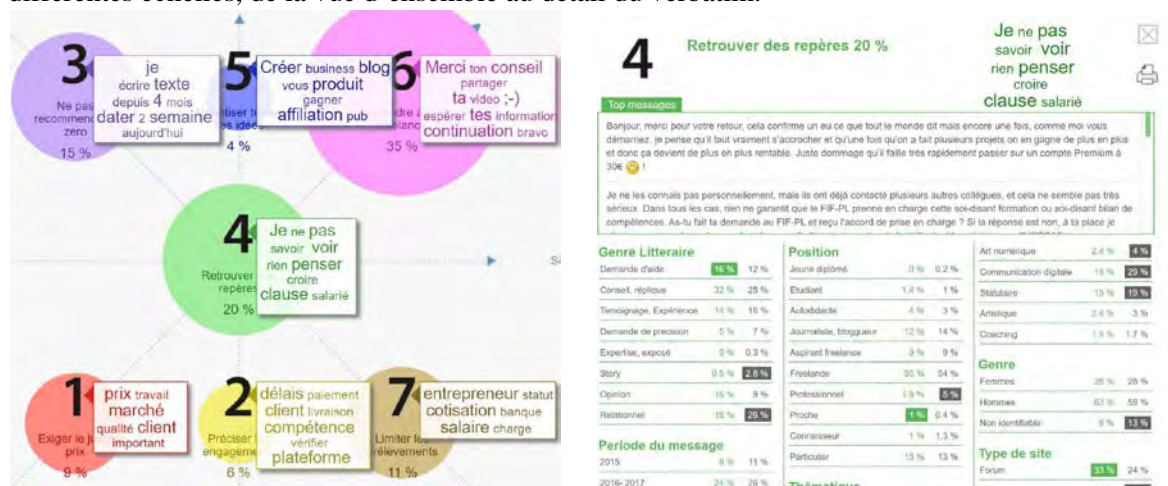 différentes échelles, de la vue d'ensemble au détail du verbatim.
3
je
écrire texte
depuis 4 mois
dater 2 semaine
aujourd'hui
Ne pas
recommen
zero
15 %
5
Créer business blog
vous produit
gagner
affiliation pub
4 %
6
Merci ton conseil
partager
ta video ;-)
espérer tes information
continuation bravo
35 %
4
Je ne pas
savoir voir
rien penser
croire
clause salarié
Retrouver
repères
20 %
1
prix travail
marché
qualité client
important
Exiger le ju
prix
9 %
2
délais paiement
client livraison
compétence
vérifier
plateforme
Préciser
engagem
6 %
7
entrepreneur statut
cotisation banque
salaire charge
Limiter les
élevements
11 %
4
Retrouver des repères 20 %
Je ne pas
savoir voir
rien penser
croire
clause salarié
Top messages
Bonjour, merci pour votre retour, cela confirme un eu ce que tout le monde dit mais encore une fois, comme moi vous
démarriez. je pense qu'il faut vraiment s'accrocher et qu'une fois qu'on a fait plusieurs projets on en gagne de plus en plus
et donc ça devient de plus en plus rentable. Juste dommage qu'il faille très rapidement passer sur un compte Premium à
30€ !
Je ne les connais pas personnellement, mais ils ont déjà contacté plusieurs autres collègues, et cela ne semble pas très
sérieux. Dans tous les cas, rien ne garantit que le FIF-PL prenne en charge cette soi-disant formation ou soi-disant bilan de
compétences. As-tu fait ta demande au FIF-PL et reçu l'accord de prise en charge ? Si la réponse est non, à ta place je
Genre Litteraire
Demande d'aide 16 % 12 %
Conseil, réplique 32 % 28 %
Temoignage, Expérience 14 % 16 %
Demande de precision 5 % 7 %
Expertise, exposé 0 % 0.3 %
Story 0.5 % 2.8 %
Opinion 16 % 9 %
Relationnel 16 % 26 %
Periode du message
2015 8 % 11 %
2016-2017 24 % 26 %
Position
Jeune diplômé 0 % 0.2 %
Etudiant 1.4 % 1 %
Autodidacte 4 % 3 %
Journaliste, bloggueur 12 % 14 %
Aspirant freelance 9 % 9 %
Freelance 55 % 54 %
Professionnel 1.9 % 5 %
Proche 1 % 0.4 %
Connaisseur 1 % 1.3 %
Particulier 15 % 13 %
Thématique
Art numérique 2.4 % 4 %
Communication digitale 18 % 29 %
Statutaire 15 % 19 %
Artistique 2.4 % 3 %
Coaching 1.9 % 1.7 %
Genre
Femmes 28 % 28 %
Hommes 63 % 59 %
Non identifiable 9 % 13 %
Type de site
Forum 33 % 24 %